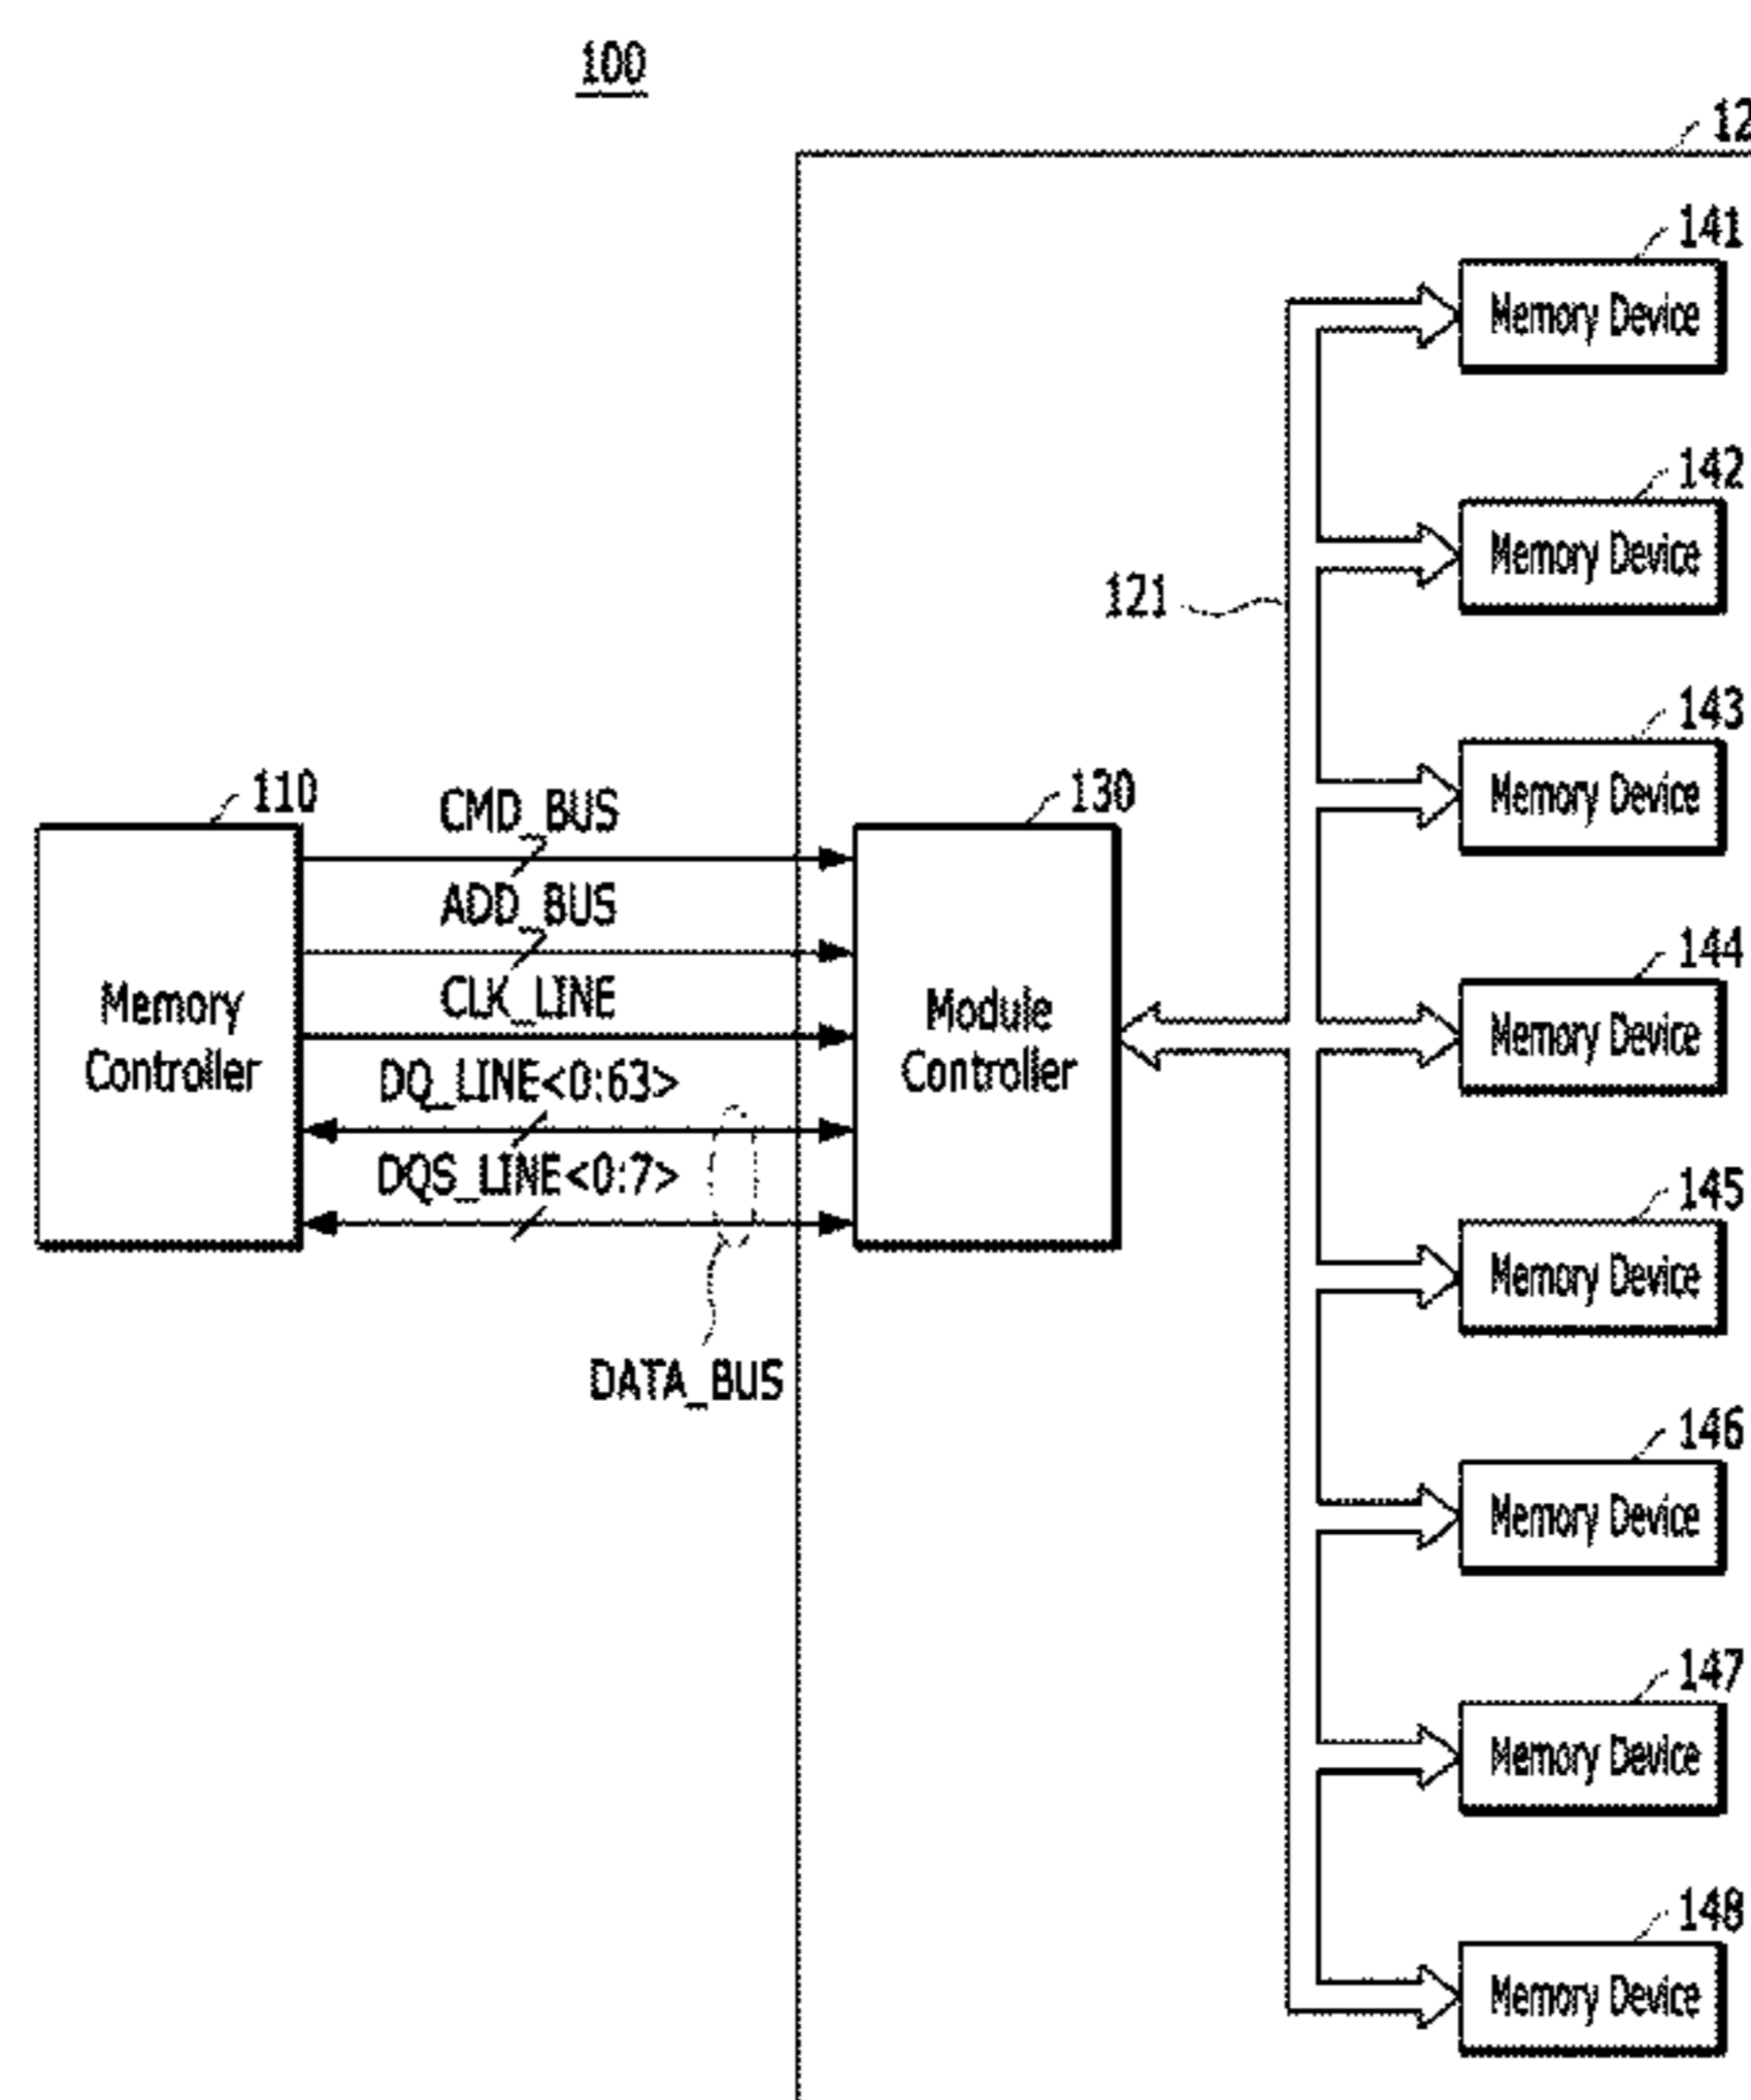 100
12
141
Memory Device
142
Memory Device
121
143
Memory Device
110
CMD_BUS
130
ADD_BUS
144
CLK_LINE
Memory
Controller
Module
Controller
Memory Device
DQ_LINE<0:63>
DQS_LINE<0:7>
145
Memory Device
DATA_BUS
146
Memory Device
147
Memory Device
148
Memory Device